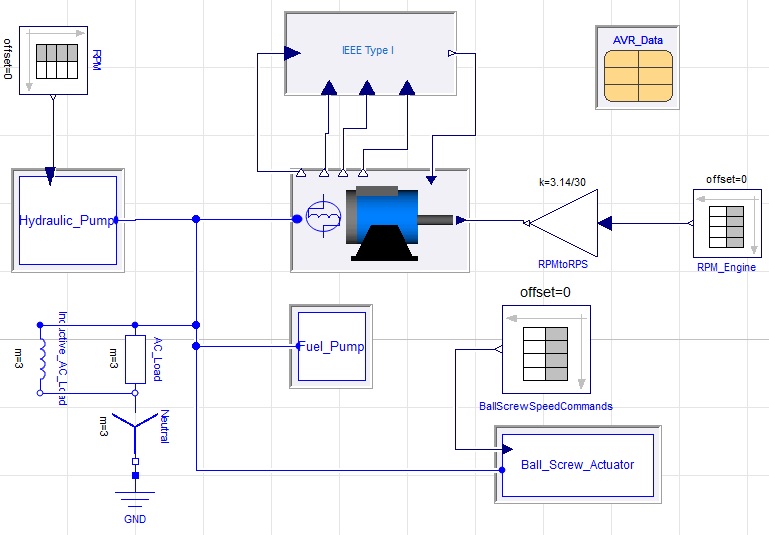 IEEE Type I
AVR_Data
offset=0
RPM
Hydraulic_Pump
k=3.14/30
RPMtoRPS
offset=0
RPM_Engine
Inductive_AC_Load
m=3
m=3
AC_Load
Fuel_Pump
offset=0
BallScrewSpeedCommands
m=3
Neutral
Ball_Screw_Actuator
GND